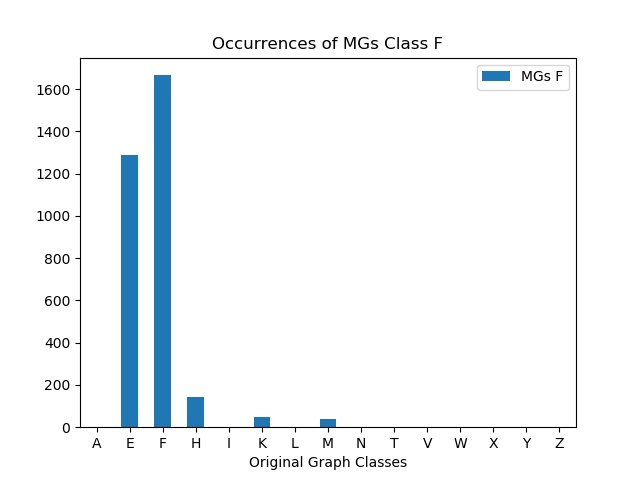 Occurrences of MGs Class F
MGs F
1600
1400
1200
1000
800
600
400
200
0
A E F H I K L M N T V W X Y Z
Original Graph Classes